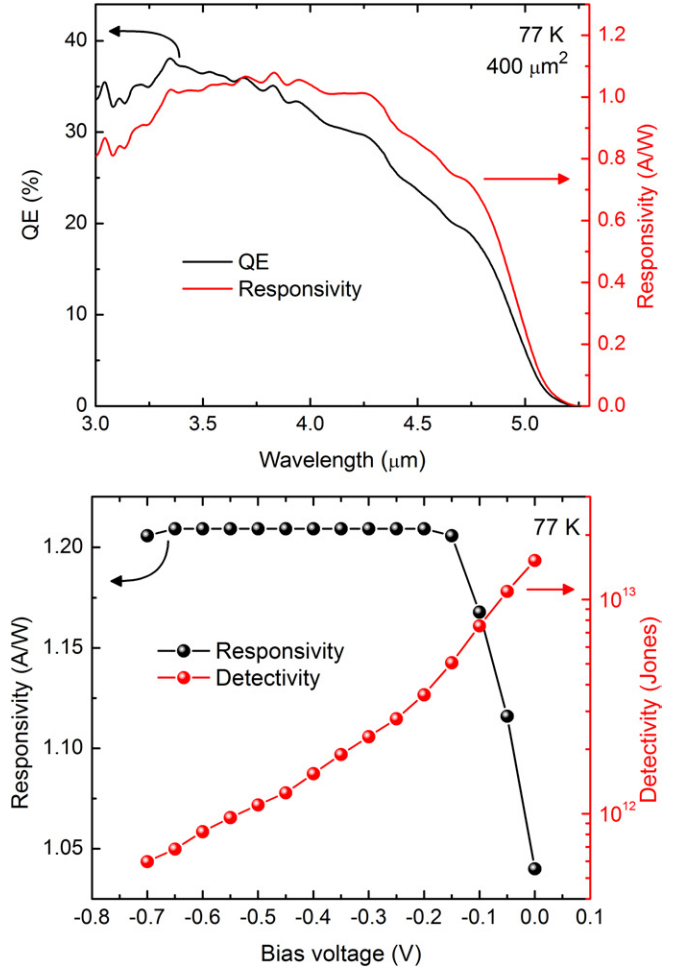 77 K
400 μm²
QE (%)
40
30
20
10
0
QE
Responsivity
1.2
1.0
0.8
0.6
0.4
0.2
0.0
Responsivity (A/W)
3.0 3.5 4.0 4.5 5.0
Wavelength (μm)
77 K
Responsivity (A/W)
1.20
1.15
1.10
1.05
Responsivity
Detectivity
10¹³
10¹²
Detectivity (Jones)
-0.8 -0.7 -0.6 -0.5 -0.4 -0.3 -0.2 -0.1 0.0 0.1
Bias voltage (V)